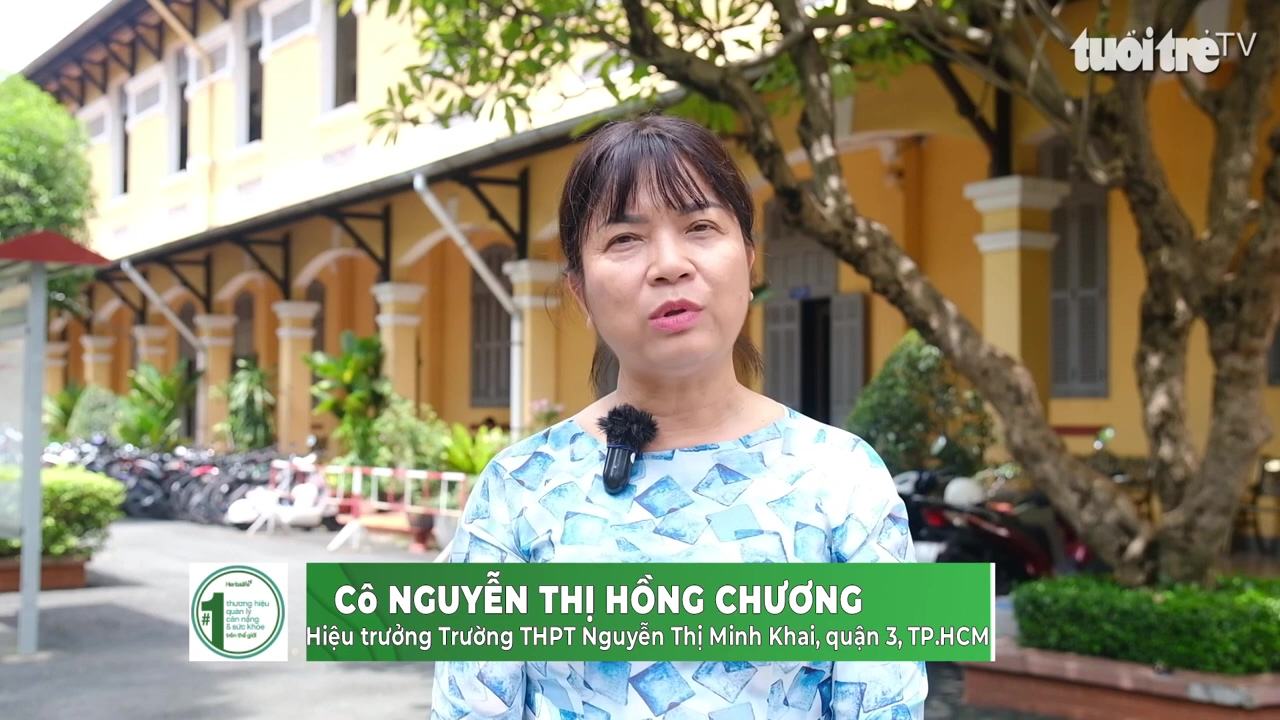 tuổi trẻ TV
Herbalife
#1
thương hiệu
quản lý
cân nặng
& sức khỏe
trên thế giới
Cô NGUYỄN THỊ HỒNG CHƯƠNG
Hiệu trưởng Trường THPT Nguyễn Thị Minh Khai, quận 3, TP.HCM